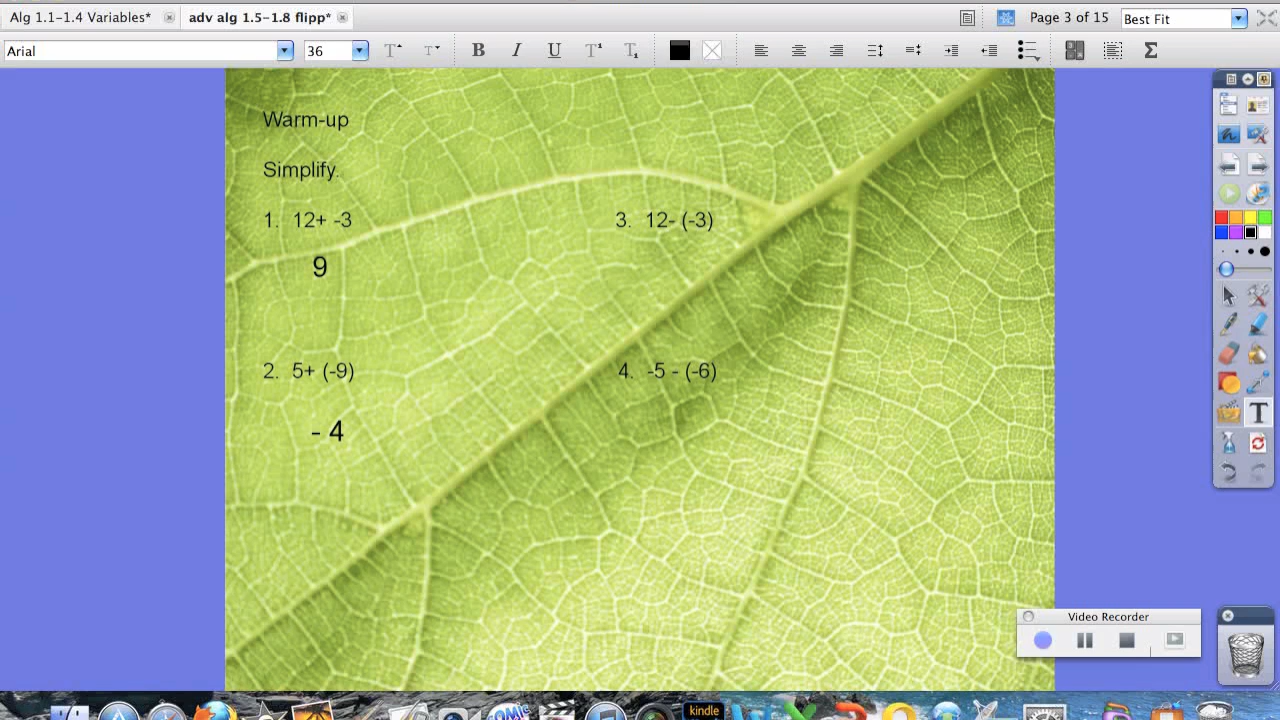 Alg 1.1-1.4 Variables*
adv alg 1.5-1.8 flipp*
Page 3 of 15
Best Fit
Arial
36
B I U
Warm-up
Simplify.
1. 12+ -3
3. 12- (-3)
9
2. 5+ (-9)
4. -5 - (-6)
- 4
Video Recorder
COMIC
kindle